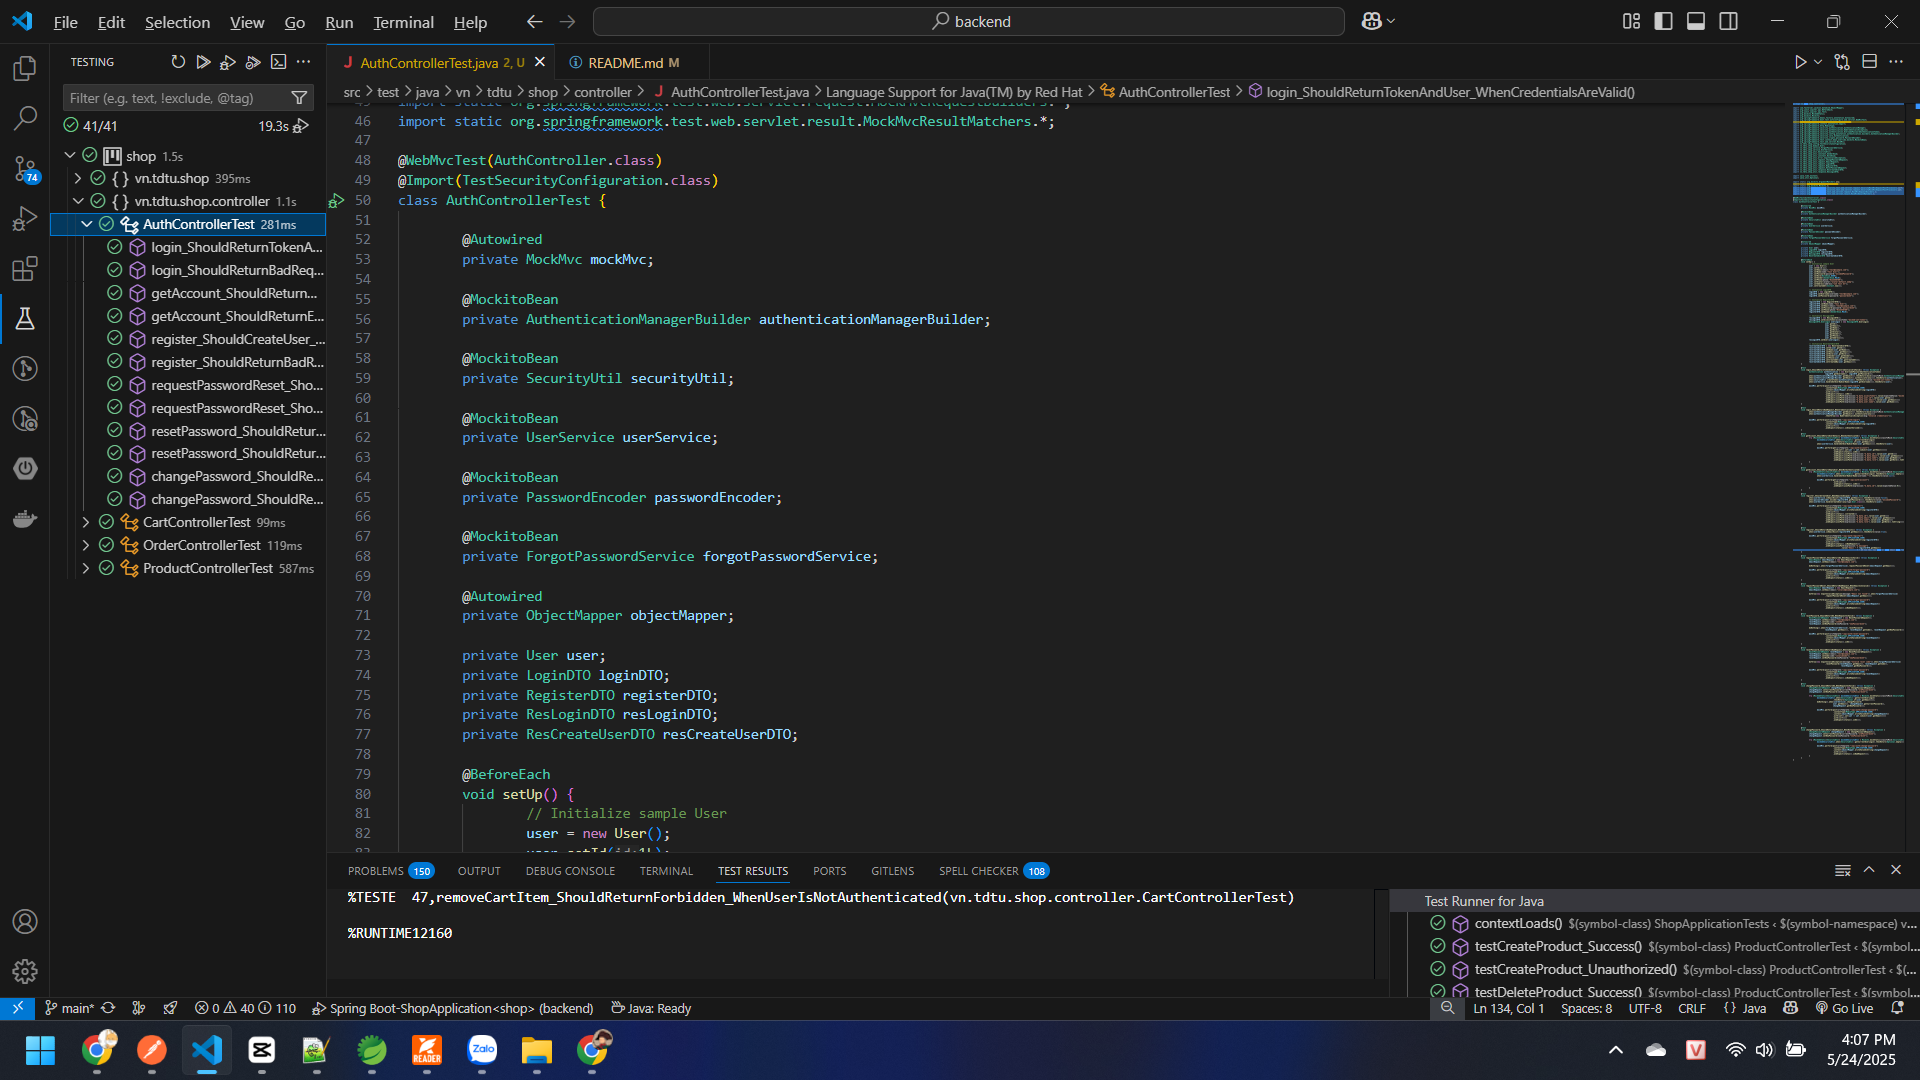 File Edit Selection View Go Run Terminal Help
backend
TESTING
Filter (e.g. text, !exclude, @tag)
41/41 19.3s
shop 1.5s
vn.tdtu.shop 395ms
vn.tdtu.shop.controller 1.1s
AuthControllerTest 281ms
login_ShouldReturnTokenA...
login_ShouldReturnBadReq...
getAccount_ShouldReturn...
getAccount_ShouldReturnE...
register_ShouldCreateUser_...
register_ShouldReturnBadR...
requestPasswordReset_Sho...
requestPasswordReset_Sho...
resetPassword_ShouldRetur...
resetPassword_ShouldRetur...
changePassword_ShouldRe...
changePassword_ShouldRe...
CartControllerTest 99ms
OrderControllerTest 119ms
ProductControllerTest 587ms
74
AuthControllerTest.java 2, U
README.md M
src > test > java > vn > tdtu > shop > controller > AuthControllerTest.java > Language Support for Java(TM) by Red Hat > AuthControllerTest > login_ShouldReturnTokenAndUser_WhenCredentialsAreValid()
46 import static org.springframework.test.web.servlet.result.MockMvcResultMatchers.*;
47
48 @WebMvcTest(AuthController.class)
49 @Import(TestSecurityConfiguration.class)
50 class AuthControllerTest {
51
52 @Autowired
53 private MockMvc mockMvc;
54
55 @MockitoBean
56 private AuthenticationManagerBuilder authenticationManagerBuilder;
57
58 @MockitoBean
59 private SecurityUtil securityUtil;
60
61 @MockitoBean
62 private UserService userService;
63
64 @MockitoBean
65 private PasswordEncoder passwordEncoder;
66
67 @MockitoBean
68 private ForgotPasswordService forgotPasswordService;
69
70 @Autowired
71 private ObjectMapper objectMapper;
72
73 private User user;
74 private LoginDTO loginDTO;
75 private RegisterDTO registerDTO;
76 private ResLoginDTO resLoginDTO;
77 private ResCreateUserDTO resCreateUserDTO;
78
79 @BeforeEach
80 void setUp() {
81 // Initialize sample User
82 user = new User();
PROBLEMS 150 OUTPUT DEBUG CONSOLE TERMINAL TEST RESULTS PORTS GITLENS SPELL CHECKER 108
%TESTE 47,removeCartItem_ShouldReturnForbidden_WhenUserIsNotAuthenticated(vn.tdtu.shop.controller.CartControllerTest)
%RUNTIME12160
Test Runner for Java
contextLoads() $(symbol-class) ShopApplicationTests < $(symbol-namespace) v...
testCreateProduct_Success() $(symbol-class) ProductControllerTest < $(symbol...
testCreateProduct_Unauthorized() $(symbol-class) ProductControllerTest < $(...
testDeleteProduct_Success() $(symbol-class) ProductControllerTest < $(symbol...
main* 0 40 110 Spring Boot-ShopApplication<shop> (backend) Java: Ready
Ln 134, Col 1 Spaces: 8 UTF-8 CRLF {} Java Go Live
READER
Zalo
V
4:07 PM
5/24/2025